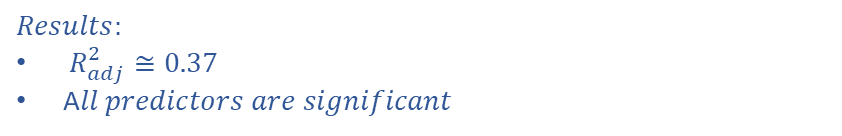 Results:
• R²adj ≅ 0.37
• All predictors are significant